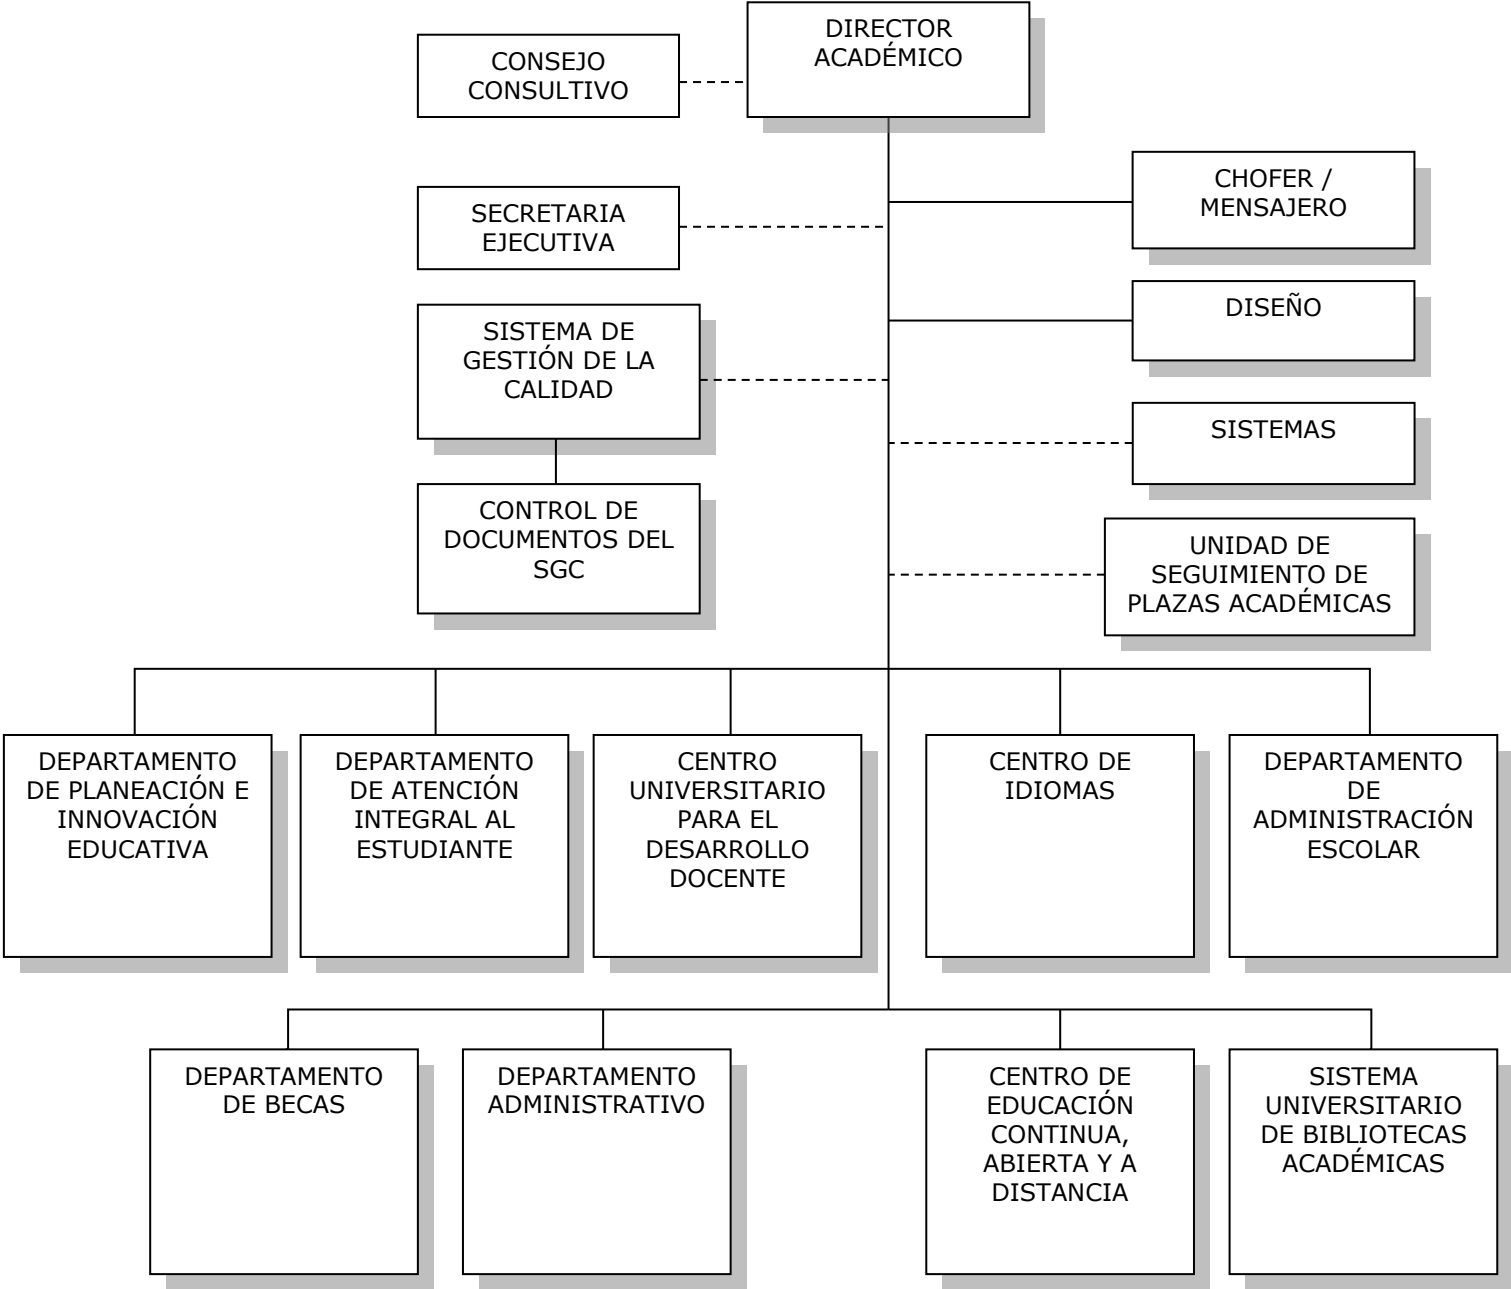 DIRECTOR
ACADÉMICO
CONSEJO
CONSULTIVO
CHOFER /
MENSAJERO
SECRETARIA
EJECUTIVA
DISEÑO
SISTEMA DE
GESTIÓN DE LA
CALIDAD
SISTEMAS
CONTROL DE
DOCUMENTOS DEL
SGC
UNIDAD DE
SEGUIMIENTO DE
PLAZAS ACADÉMICAS
DEPARTAMENTO
DE PLANEACIÓN E
INNOVACIÓN
EDUCATIVA
DEPARTAMENTO
DE ATENCIÓN
INTEGRAL AL
ESTUDIANTE
CENTRO
UNIVERSITARIO
PARA EL
DESARROLLO
DOCENTE
CENTRO DE
IDIOMAS
DEPARTAMENTO
DE
ADMINISTRACIÓN
ESCOLAR
DEPARTAMENTO
DE BECAS
DEPARTAMENTO
ADMINISTRATIVO
CENTRO DE
EDUCACIÓN
CONTINUA,
ABIERTA Y A
DISTANCIA
SISTEMA
UNIVERSITARIO
DE BIBLIOTECAS
ACADÉMICAS